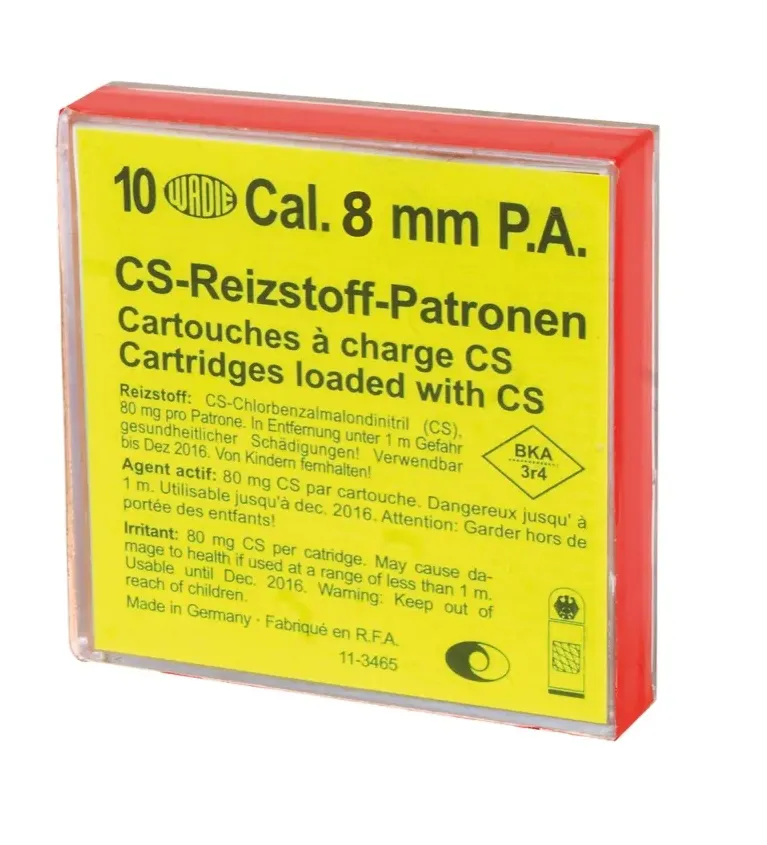 10 WADIE Cal. 8 mm P.A.
CS-Reizstoff-Patronen
Cartouches à charge CS
Cartridges loaded with CS
Reizstoff: CS-Chlorbenzalmalondinitril (CS),
80 mg pro Patrone. In Entfernung unter 1 m Gefahr
gesundheitlicher Schädigungen! Verwendbar
bis Dez 2016. Von Kindern fernhalten!
BKA
3r4
Agent actif: 80 mg CS par cartouche. Dangereux jusqu' à
1 m. Utilisable jusqu'à dec. 2016. Attention: Garder hors de
portée des entfants!
Irritant: 80 mg CS per catridge. May cause da-
mage to health if used at a range of less than 1 m.
Usable until Dec. 2016. Warning: Keep out of
reach of children.
Made in Germany · Fabriqué en R.F.A.
11-3465